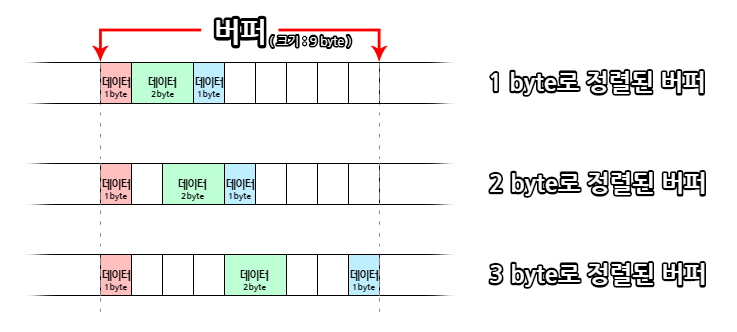 버퍼 ( 크기 : 9 byte )
데이터 데이터 데이터 1 byte로 정렬된 버퍼
1byte 2byte 1byte
데이터 데이터 데이터 2 byte로 정렬된 버퍼
1byte 2byte 1byte
데이터 데이터 데이터 3 byte로 정렬된 버퍼
1byte 2byte 1byte